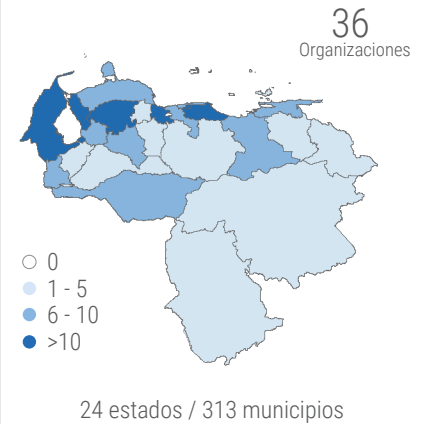 36
Organizaciones
0
1 - 5
6 - 10
>10
24 estados / 313 municipios